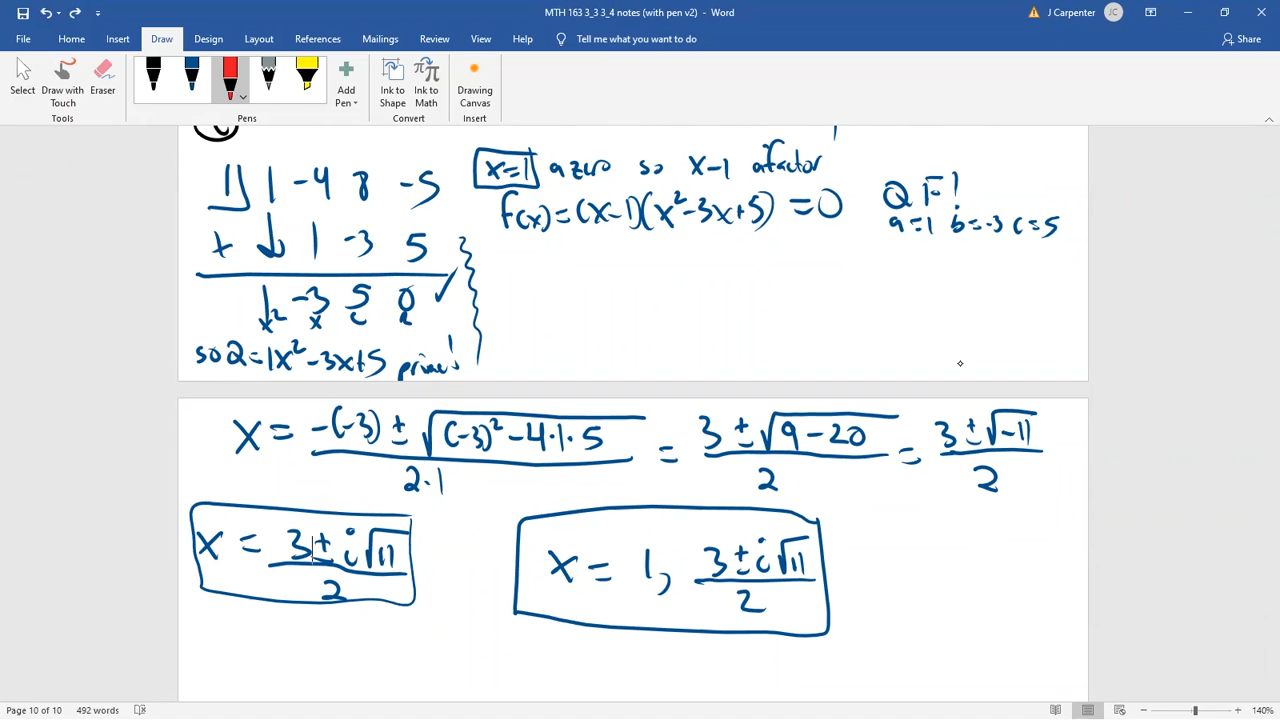 MTH 163 3_3 3_4 notes (with pen v2) - Word
J Carpenter JC
File Home Insert Draw Design Layout References Mailings Review View Help Tell me what you want to do Share
Select Draw with Touch Eraser Add Pen Ink to Shape Ink to Math Drawing Canvas
Tools Pens Convert Insert
1 1 -4 8 -5
+ ↓ 1 -3 5
↓ -3 5 0 ✓
x² x c R
so Q = 1x² - 3x + 5 prime!
x=1 a zero so x-1 a factor
f(x) = (x-1)(x² - 3x + 5) = 0
QF!
a=1 b=-3 c=5
x = (-(-3) ± √((-3)² - 4·1·5)) / (2·1) = (3 ± √(9 - 20)) / 2 = (3 ± √-11) / 2
x = (3 ± i√11) / 2
x = 1, (3 ± i√11) / 2
Page 10 of 10 492 words 140%